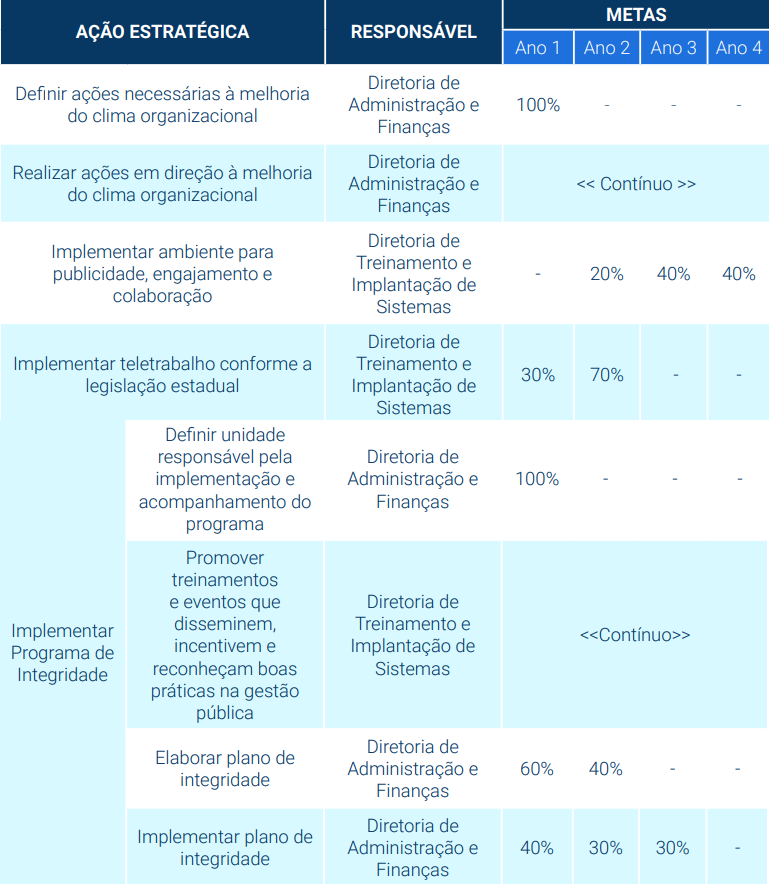 AÇÃO ESTRATÉGICA
RESPONSÁVEL
METAS
Ano 1
Ano 2
Ano 3
Ano 4
Definir ações necessárias à melhoria
do clima organizacional
Diretoria de
Administração e
Finanças
100%
-
-
-
Realizar ações em direção à melhoria
do clima organizacional
Diretoria de
Administração e
Finanças
<< Contínuo >>
Implementar ambiente para
publicidade, engajamento e
colaboração
Diretoria de
Treinamento e
Implantação de
Sistemas
-
20%
40%
40%
Implementar teletrabalho conforme a
legislação estadual
Diretoria de
Treinamento e
Implantação de
Sistemas
30%
70%
-
-
Implementar
Programa de
Integridade
Definir unidade
responsável pela
implementação e
acompanhamento do
programa
Diretoria de
Administração e
Finanças
100%
-
-
-
Promover
treinamentos
e eventos que
disseminem,
incentivem e
reconheçam boas
práticas na gestão
pública
Diretoria de
Treinamento e
Implantação de
Sistemas
<<Contínuo>>
Elaborar plano de
integridade
Diretoria de
Administração e
Finanças
60%
40%
-
-
Implementar plano de
integridade
Diretoria de
Administração e
Finanças
40%
30%
30%
-